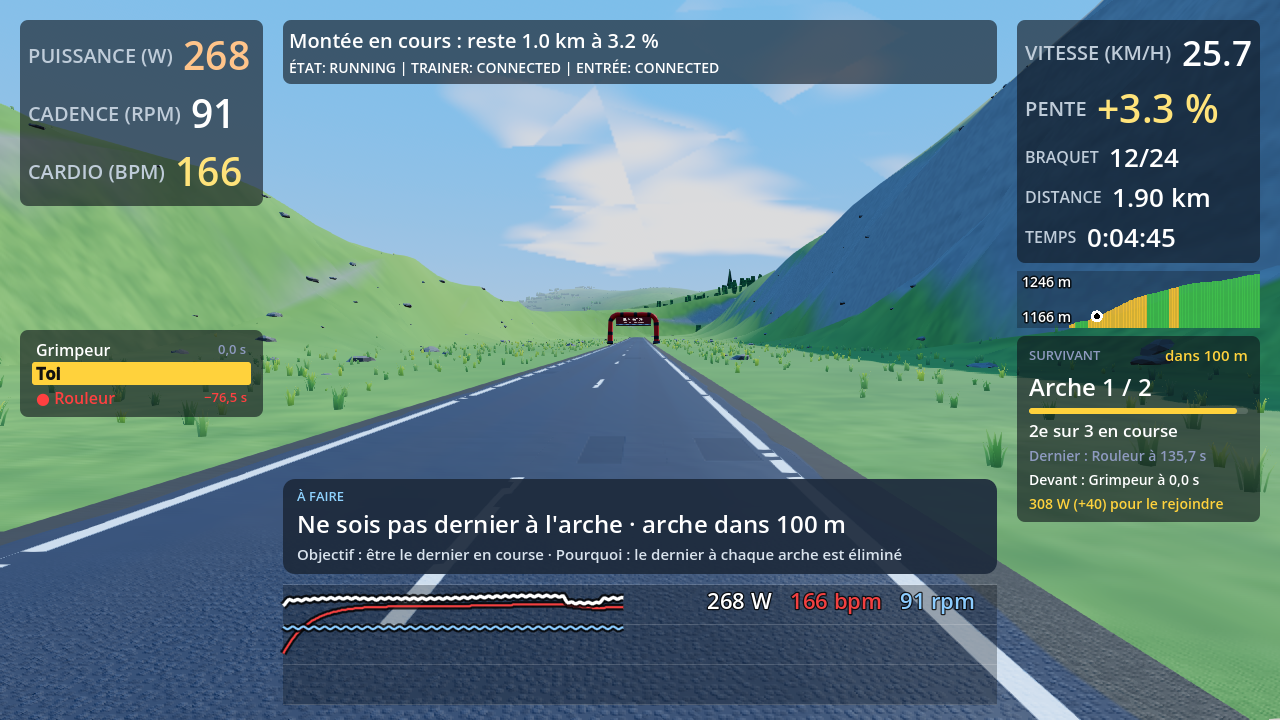 PUISSANCE (W) 268
CADENCE (RPM) 91
CARDIO (BPM) 166
Montée en cours : reste 1.0 km à 3.2 %
ÉTAT: RUNNING | TRAINER: CONNECTED | ENTRÉE: CONNECTED
VITESSE (KM/H) 25.7
PENTE +3.3 %
BRAQUET 12/24
DISTANCE 1.90 km
TEMPS 0:04:45
1246 m
1166 m
Grimpeur 0,0 s
Toi
Rouleur −76,5 s
SURVIVANT dans 100 m
Arche 1 / 2
2e sur 3 en course
Dernier : Rouleur à 135,7 s
Devant : Grimpeur à 0,0 s
308 W (+40) pour le rejoindre
À FAIRE
Ne sois pas dernier à l'arche · arche dans 100 m
Objectif : être le dernier en course · Pourquoi : le dernier à chaque arche est éliminé
268 W 166 bpm 91 rpm